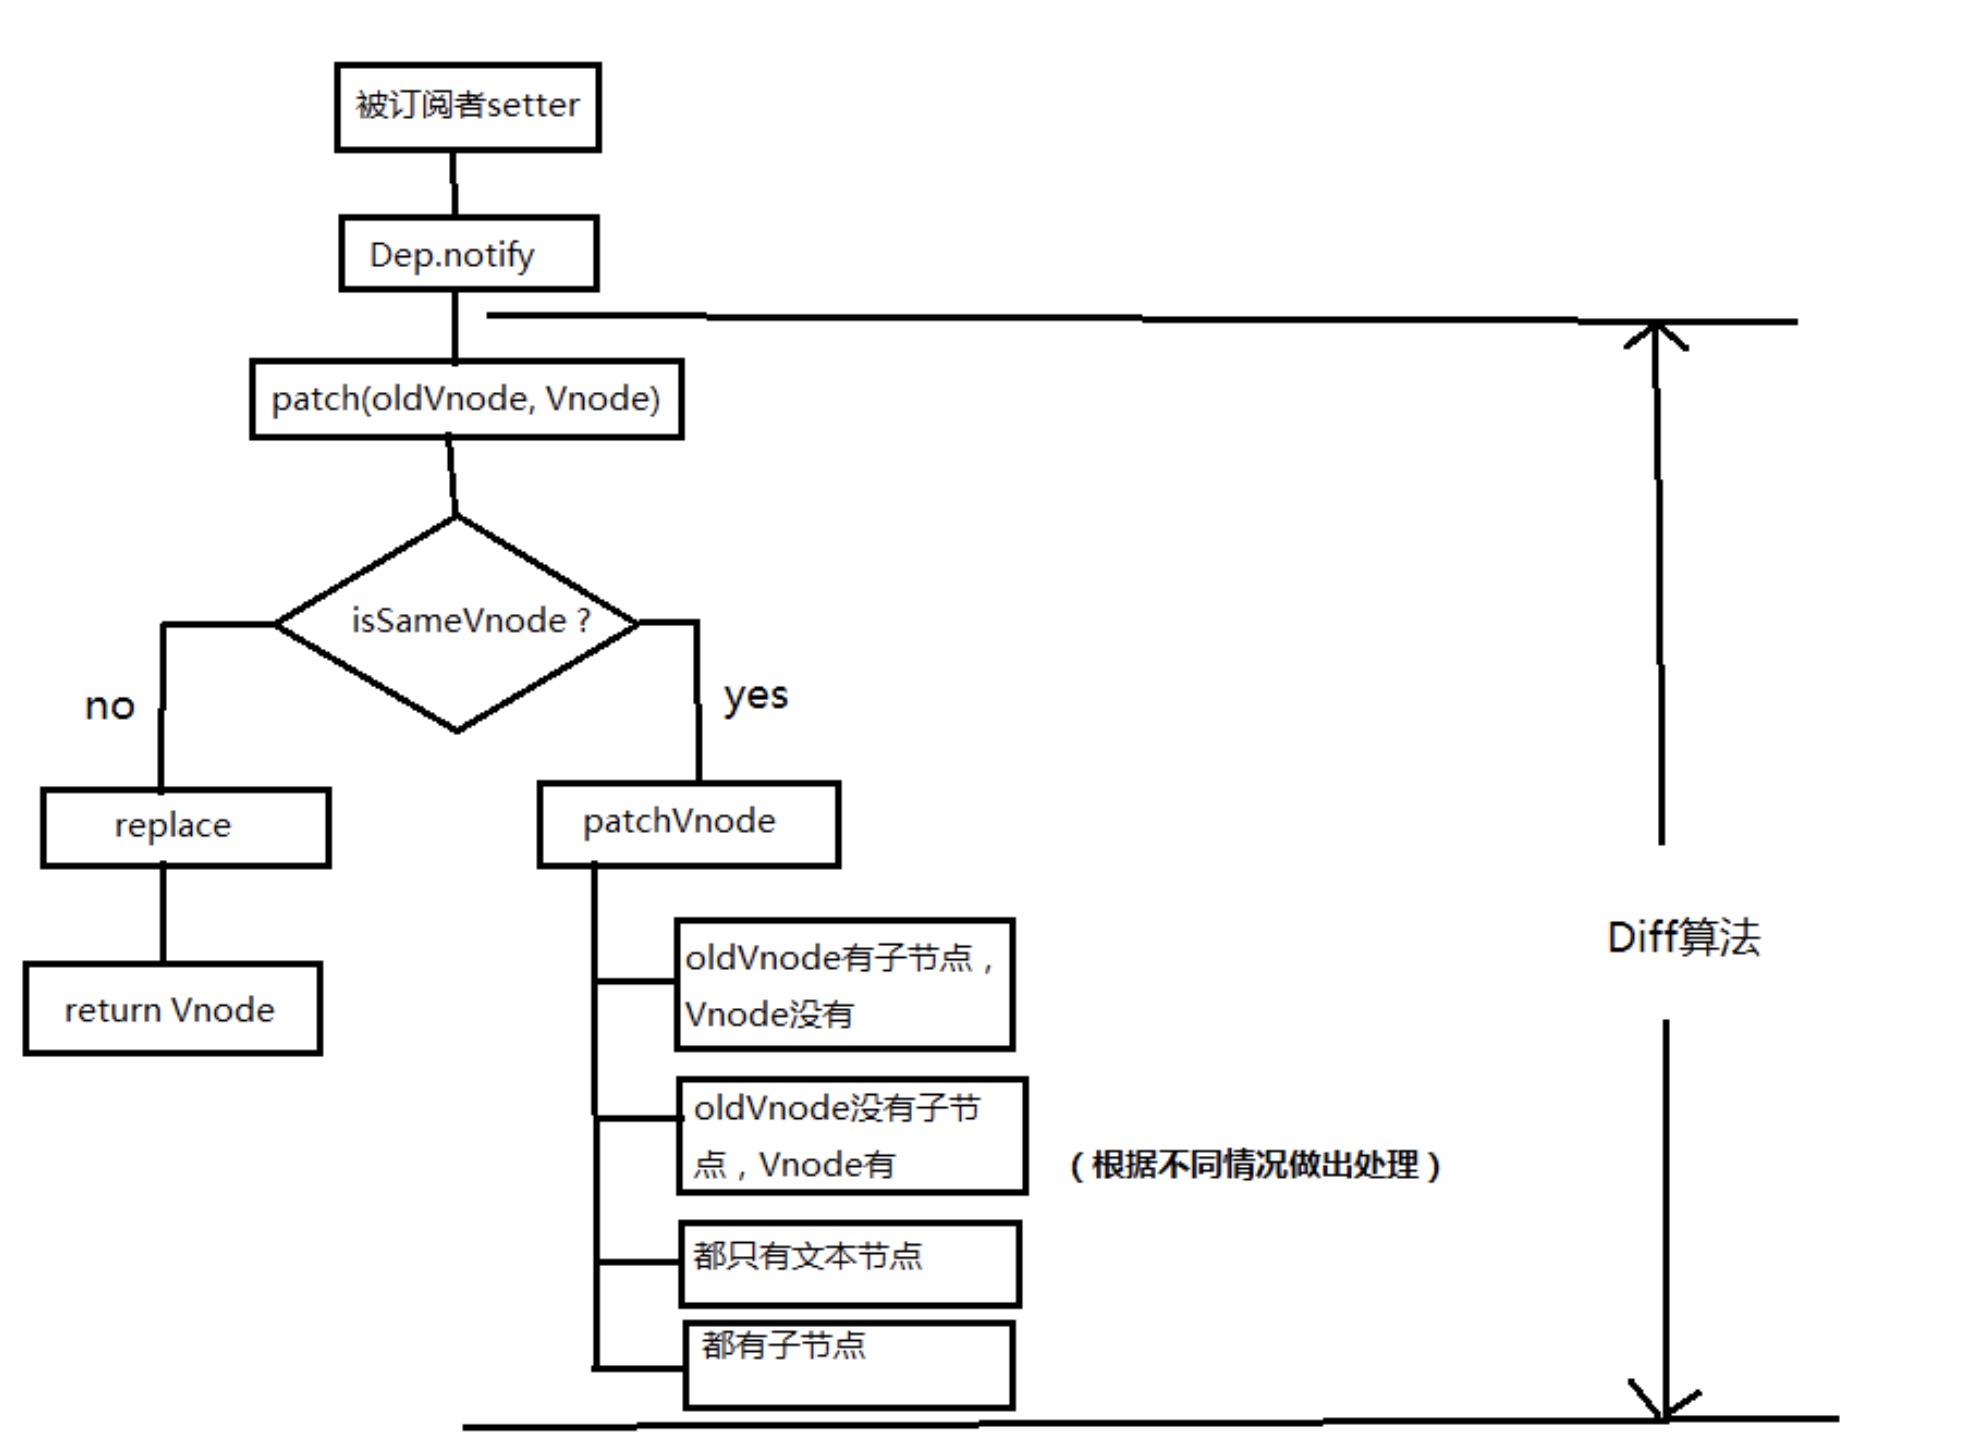 被订阅者setter
Dep.notify
patch(oldVnode, Vnode)
isSameVnode ?
no
yes
replace
patchVnode
return Vnode
oldVnode有子节点，
Vnode没有
oldVnode没有子节
点，Vnode有
都只有文本节点
都有子节点
（根据不同情况做出处理）
Diff算法